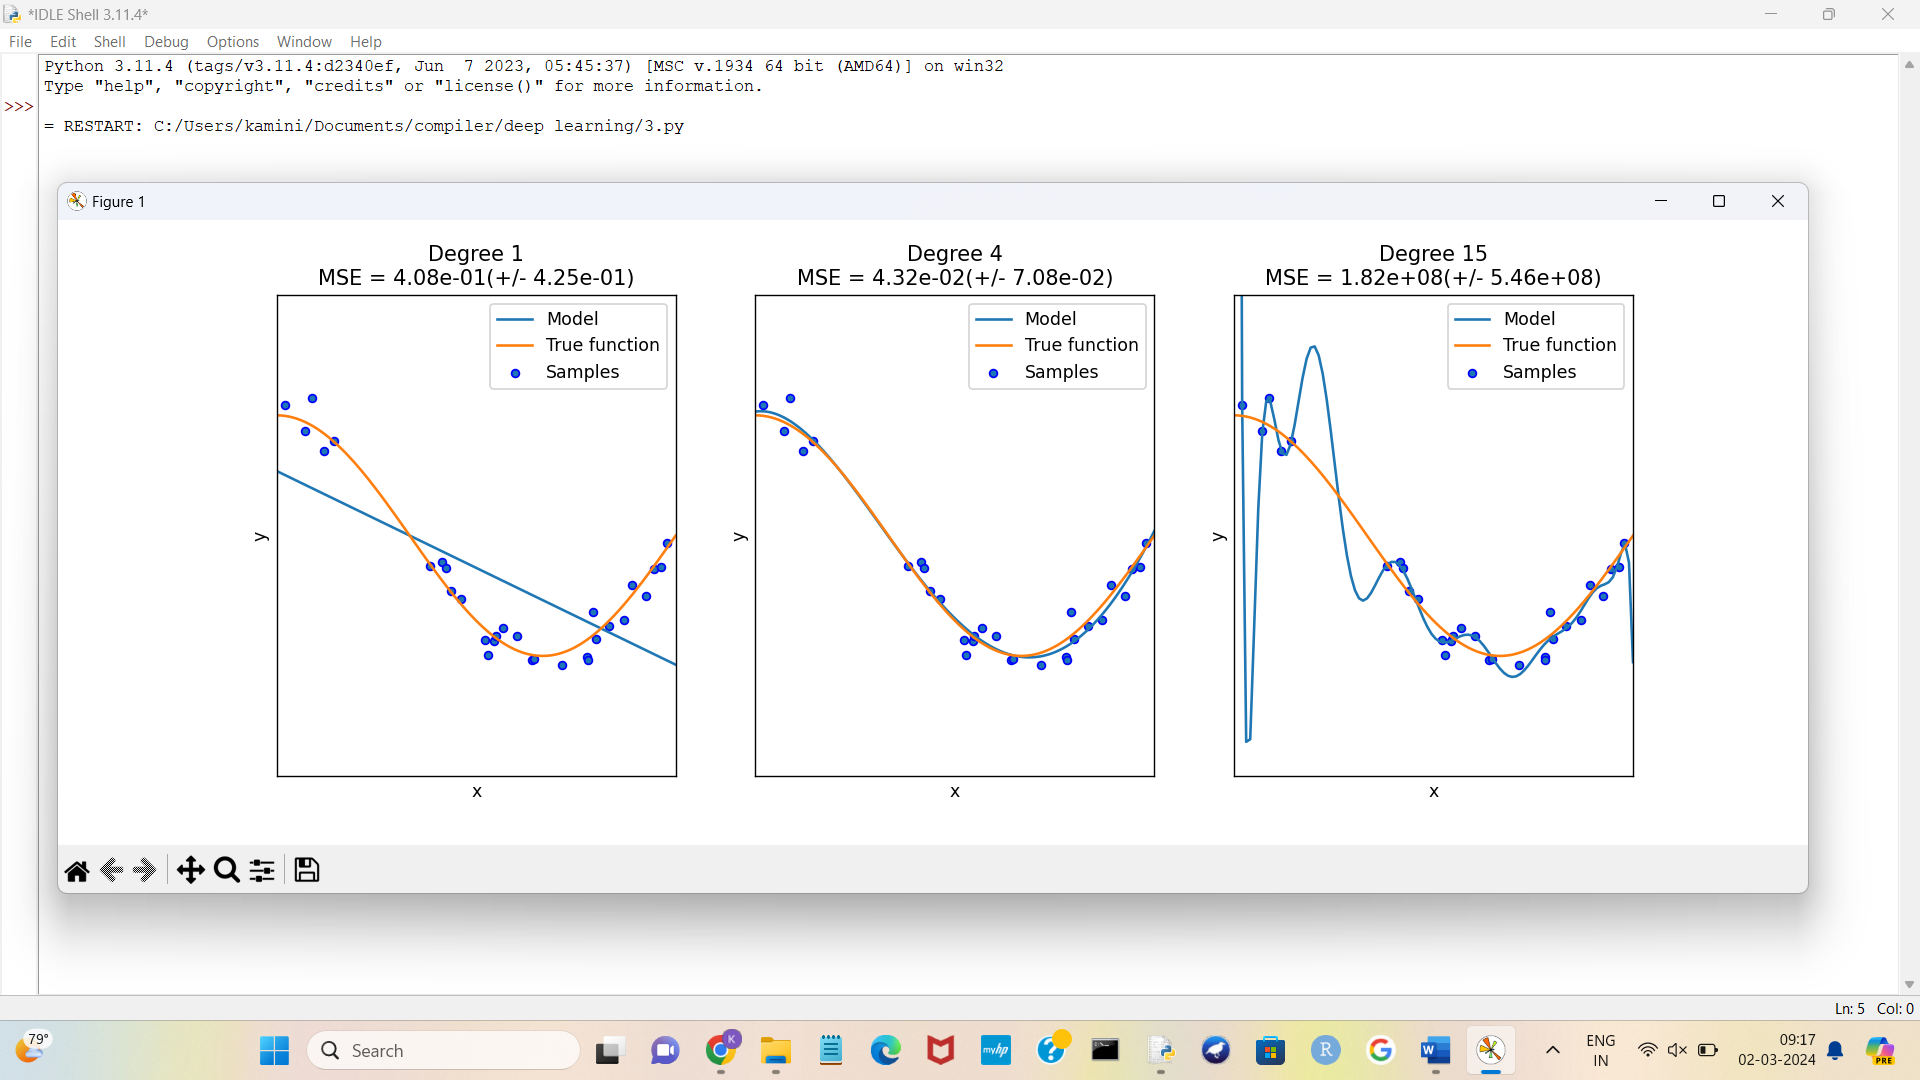 *IDLE Shell 3.11.4*
File Edit Shell Debug Options Window Help
Python 3.11.4 (tags/v3.11.4:d2340ef, Jun  7 2023, 05:45:37) [MSC v.1934 64 bit (AMD64)] on win32
Type "help", "copyright", "credits" or "license()" for more information.
>>>
= RESTART: C:/Users/kamini/Documents/compiler/deep learning/3.py
Figure 1
Degree 1
MSE = 4.08e-01(+/- 4.25e-01)
Model
True function
Samples
y
x
Degree 4
MSE = 4.32e-02(+/- 7.08e-02)
Model
True function
Samples
y
x
Degree 15
MSE = 1.82e+08(+/- 5.46e+08)
Model
True function
Samples
y
x
Ln: 5 Col: 0
79°
Search
K
myhp
?
R
G
W
ENG
IN
09:17
02-03-2024
PRE